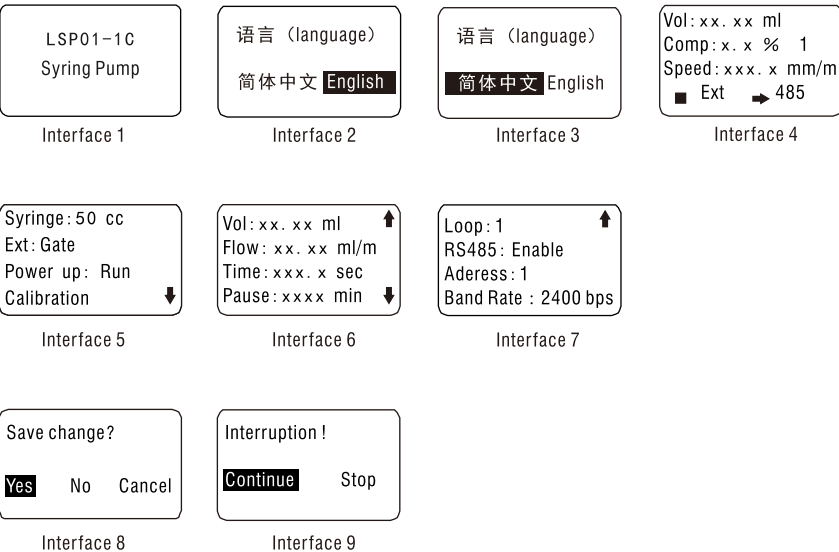 LSP01-1C
Syring Pump
Interface 1
语言（language）
简体中文 English
Interface 2
语言（language）
简体中文 English
Interface 3
Vol: xx. xx ml
Comp: x. x % 1
Speed: xxx. x mm/m
Ext 485
Interface 4
Syringe: 50 cc
Ext: Gate
Power up: Run
Calibration
Interface 5
Vol: xx. xx ml
Flow: xx. xx ml/m
Time: xxx. x sec
Pause: xxxx min
Interface 6
Loop: 1
RS485: Enable
Aderess: 1
Band Rate : 2400 bps
Interface 7
Save change?
Yes No Cancel
Interface 8
Interruption !
Continue Stop
Interface 9